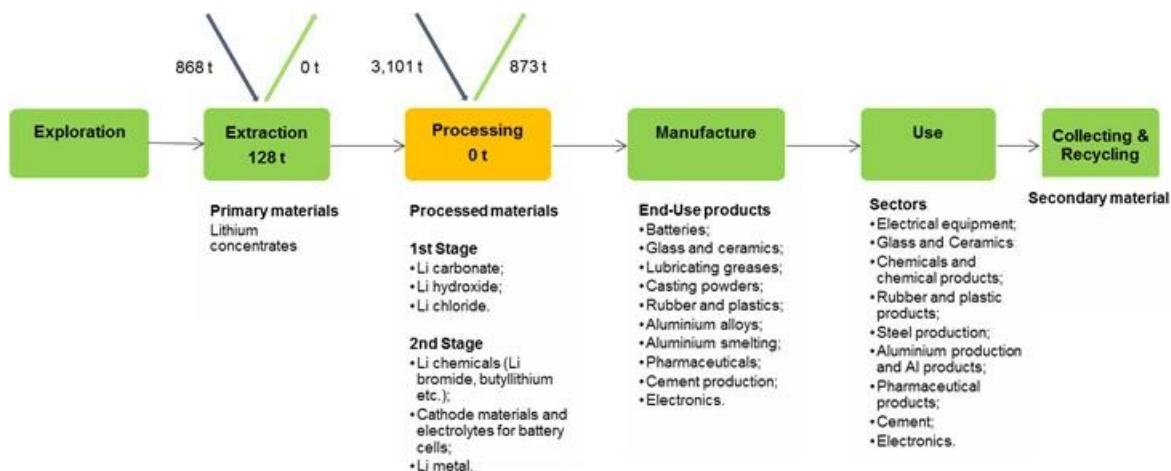 868 t
0 t
3,101 t
873 t
Exploration
Extraction
128 t
Processing
0 t
Manufacture
Use
Collecting &
Recycling
Primary materials
Lithium
concentrates
Processed materials
1st Stage
•Li carbonate;
•Li hydroxide;
•Li chloride.
2nd Stage
•Li chemicals (Li
bromide, butyllithium
etc.);
•Cathode materials and
electrolytes for battery
cells;
•Li metal.
End-Use products
•Batteries;
•Glass and ceramics;
•Lubricating greases;
•Casting powders;
•Rubber and plastics;
•Aluminium alloys;
•Aluminium smelting;
•Pharmaceuticals;
•Cement production;
•Electronics.
Sectors
•Electrical equipment;
•Glass and Ceramics
•Chemicals and
chemical products;
•Rubber and plastic
products;
•Steel production;
•Aluminium production
and Al products;
•Pharmaceutical
products;
•Cement;
•Electronics.
Secondary material